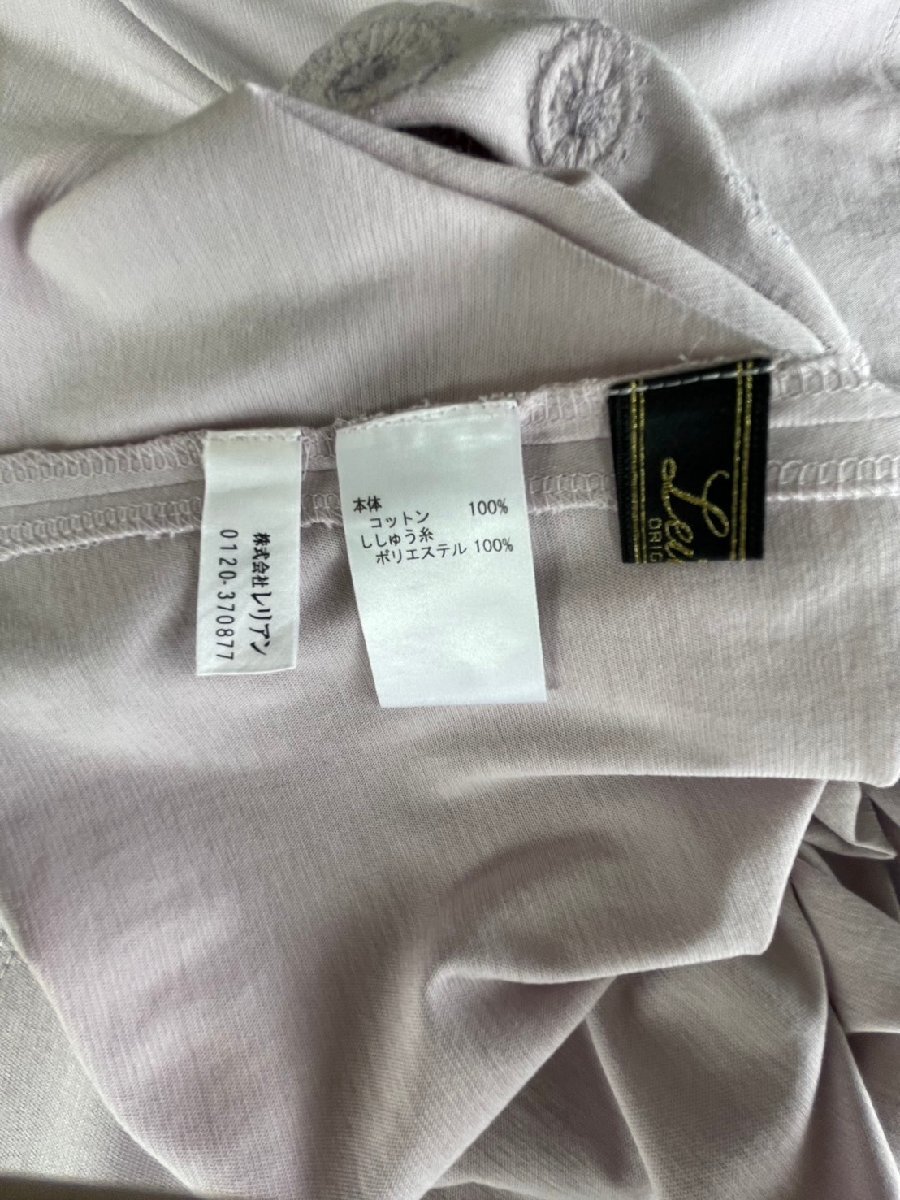 株式会社レリアン
0120-370877
本体
コットン 100%
ししゅう糸
ポリエステル 100%